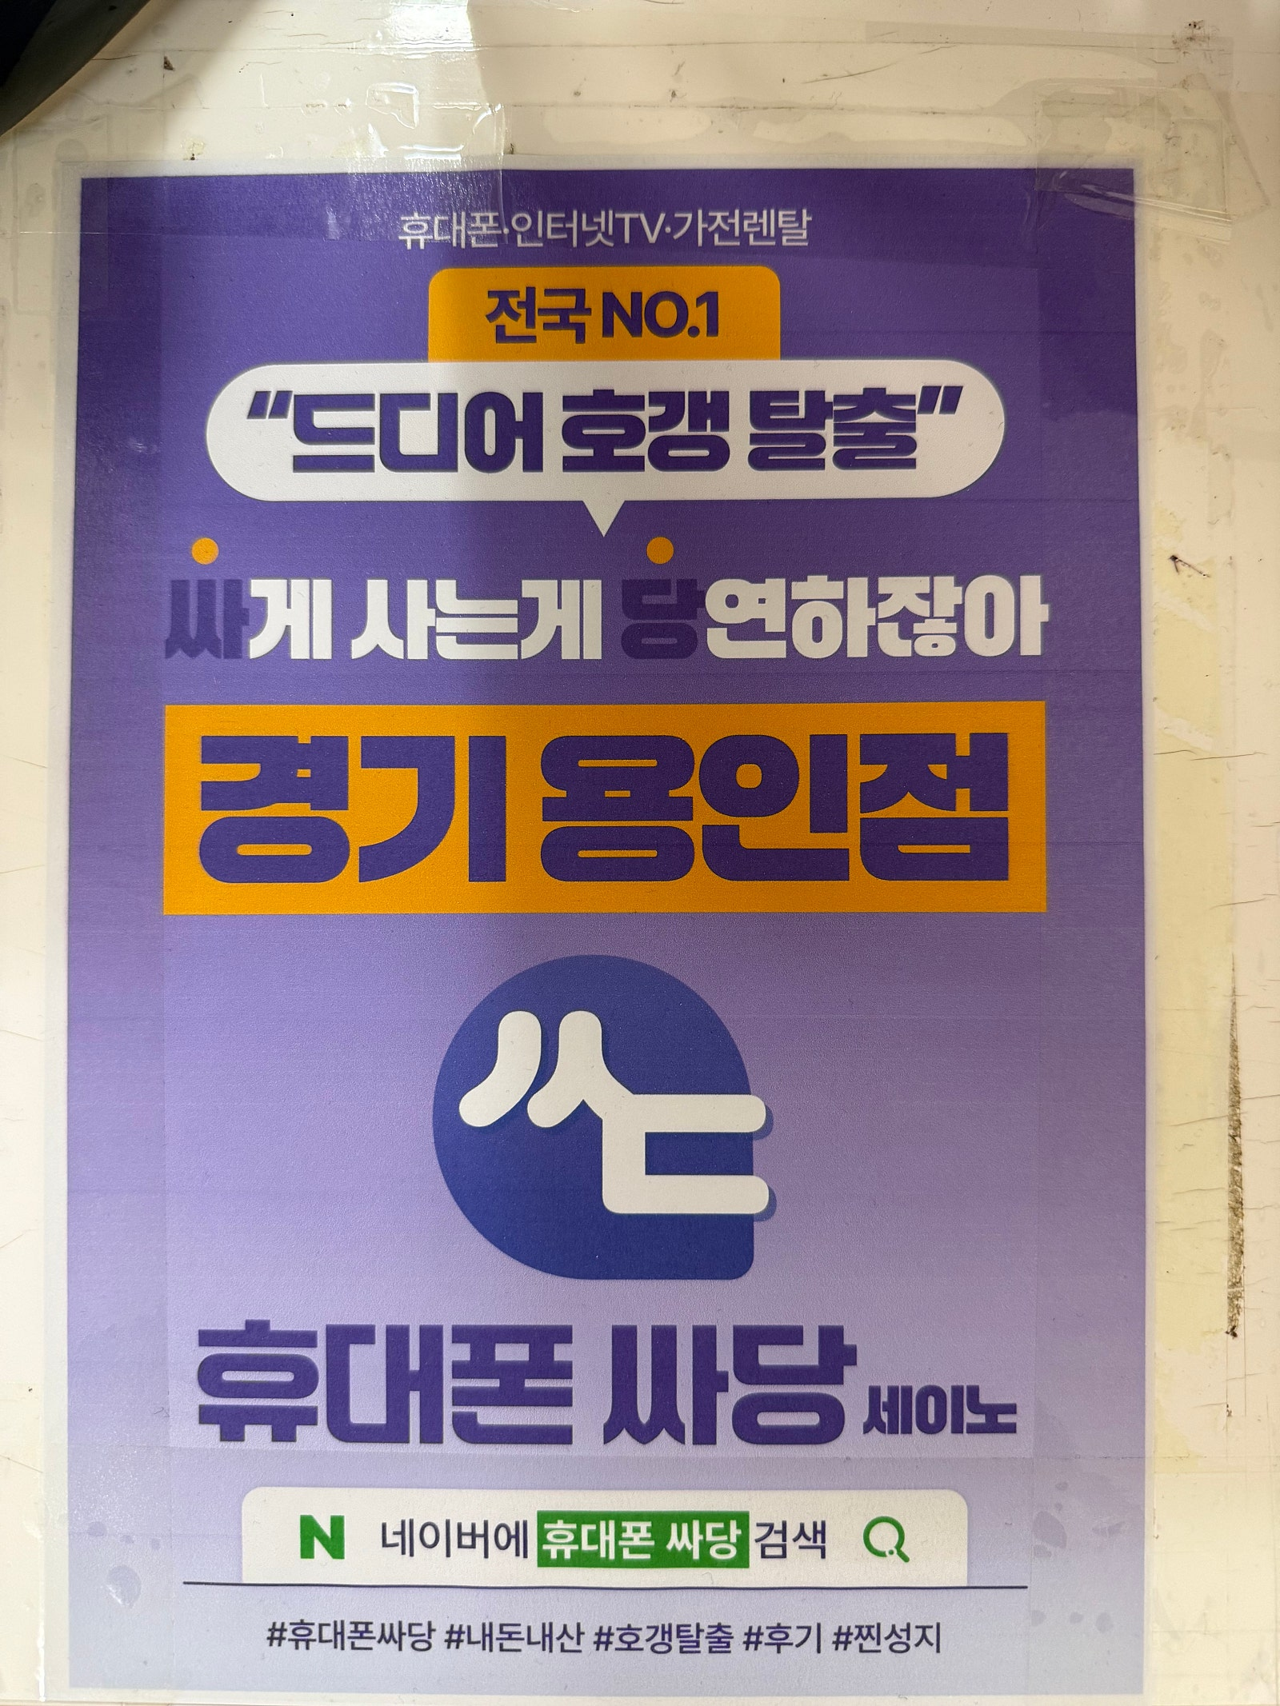 휴대폰·인터넷TV·가전렌탈
전국 NO.1
“드디어 호갱 탈출”
싸게 사는게 당연하잖아
경기 용인점
ㅆㄷ
휴대폰 싸당 세이노
N 네이버에 휴대폰 싸당 검색
#휴대폰싸당 #내돈내산 #호갱탈출 #후기 #찐성지